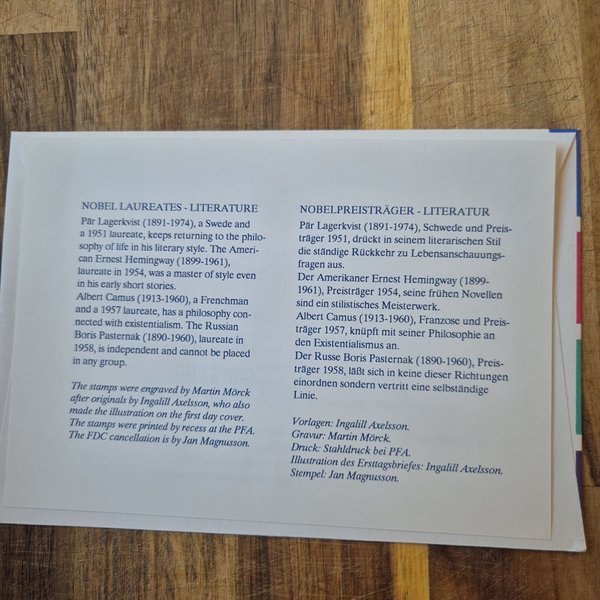 NOBEL LAUREATES - LITERATURE
Pär Lagerkvist (1891-1974), a Swede and
a 1951 laureate, keeps returning to the philo-
sophy of life in his literary style. The Ameri-
can Ernest Hemingway (1899-1961),
laureate in 1954, was a master of style even
in his early short stories.
Albert Camus (1913-1960), a Frenchman
and a 1957 laureate, has a philosophy con-
nected with existentialism. The Russian
Boris Pasternak (1890-1960), laureate in
1958, is independent and cannot be placed
in any group.
The stamps were engraved by Martin Mörck
after originals by Ingalill Axelsson, who also
made the illustration on the first day cover.
The stamps were printed by recess at the PFA.
The FDC cancellation is by Jan Magnusson.
NOBELPREISTRÄGER - LITERATUR
Pär Lagerkvist (1891-1974), Schwede und Preis-
träger 1951, drückt in seinem literarischen Stil
die ständige Rückkehr zu Lebensanschauungs-
fragen aus.
Der Amerikaner Ernest Hemingway (1899-
1961), Preisträger 1954, seine frühen Novellen
sind ein stilistisches Meisterwerk.
Albert Camus (1913-1960), Franzose und Preis-
träger 1957, knüpft mit seiner Philosophie an
den Existentialismus an.
Der Russe Boris Pasternak (1890-1960), Preis-
träger 1958, läßt sich in keine dieser Richtungen
einordnen sondern vertritt eine selbständige
Linie.
Vorlagen: Ingalill Axelsson.
Gravur: Martin Mörck.
Druck: Stahldruck bei PFA.
Illustration des Ersttagsbriefes: Ingalill Axelsson.
Stempel: Jan Magnusson.